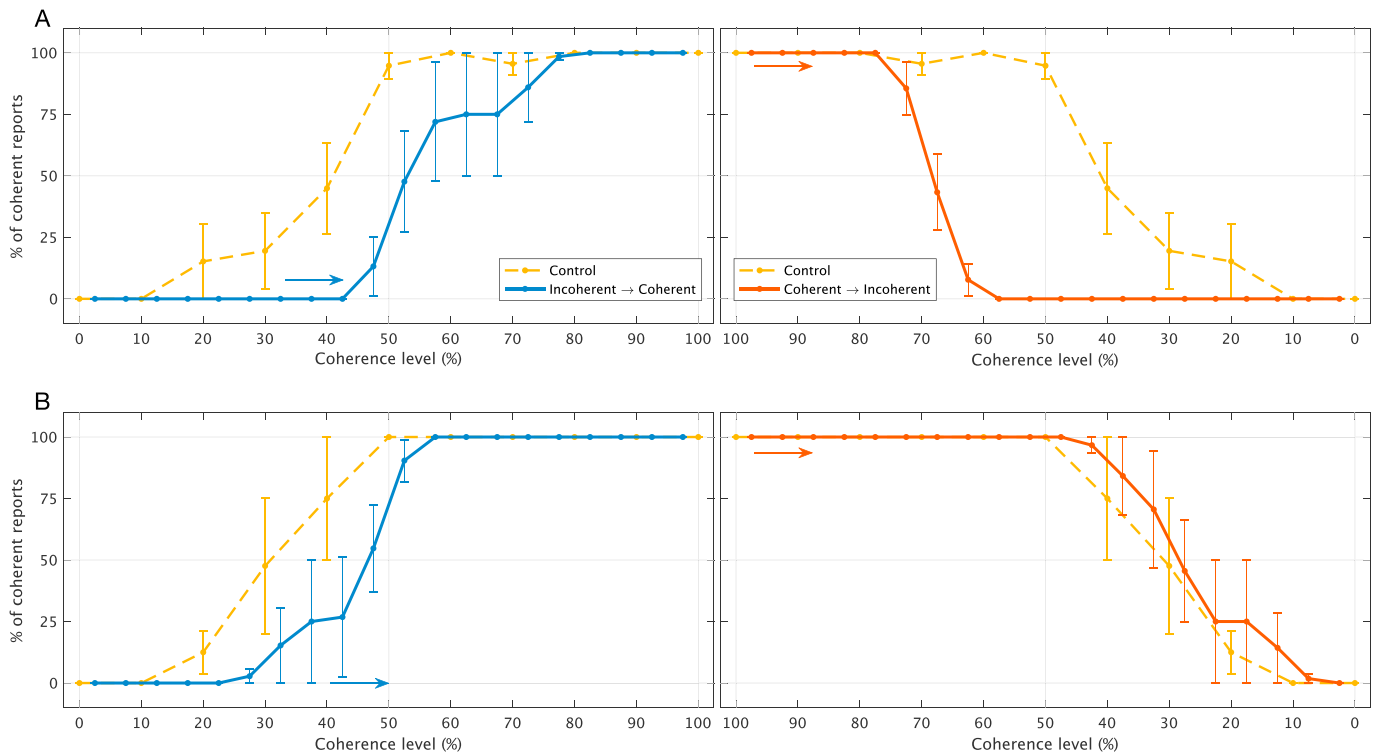 A
% of coherent reports
100
75
50
25
0
Control
Incoherent → Coherent
0 10 20 30 40 50 60 70 80 90 100
Coherence level (%)
Control
Coherent → Incoherent
100 90 80 70 60 50 40 30 20 10 0
Coherence level (%)
B
% of coherent reports
100
75
50
25
0
0 10 20 30 40 50 60 70 80 90 100
Coherence level (%)
100 90 80 70 60 50 40 30 20 10 0
Coherence level (%)